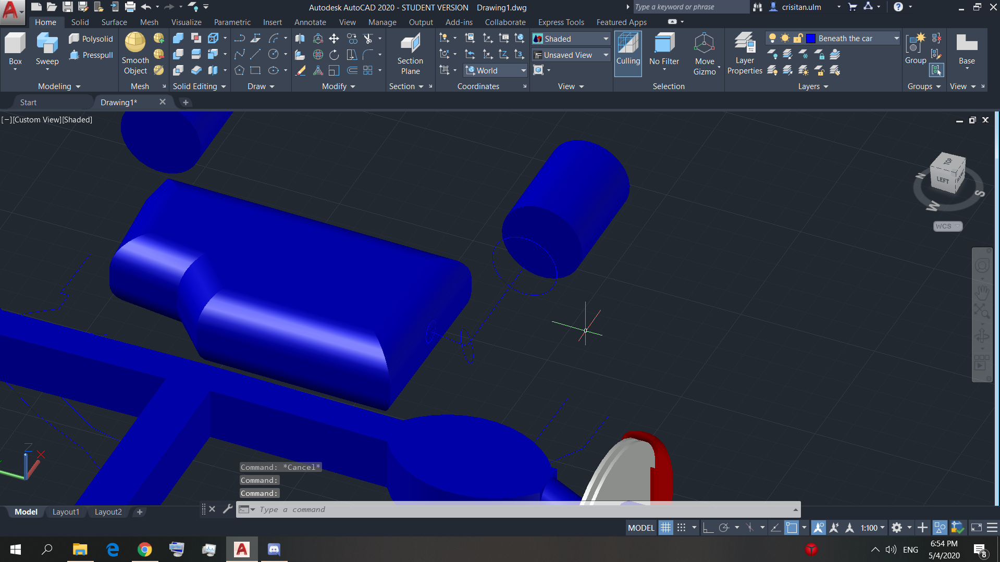 Autodesk AutoCAD 2020 - STUDENT VERSION Drawing1.dwg
Type a keyword or phrase
crisitan.ulm
Home Solid Surface Mesh Visualize Parametric Insert Annotate View Manage Output Add-ins Collaborate Express Tools Featured Apps
Box
Sweep
Polysolid
Presspull
Modeling
Smooth
Object
Mesh
Solid Editing
Draw
Modify
Section
Plane
Section
World
Coordinates
Shaded
Unsaved View
View
Culling
No Filter
Move
Gizmo
Selection
Layer
Properties
Beneath the car
Layers
Group
Groups
Base
View
Start
Drawing1*
[−][Custom View][Shaded]
TOP
LEFT
N
S
W
WCS
Z
X
Command: *Cancel*
Command:
Command:
Type a command
Model Layout1 Layout2
MODEL
1:100
ENG
6:54 PM
5/4/2020
8